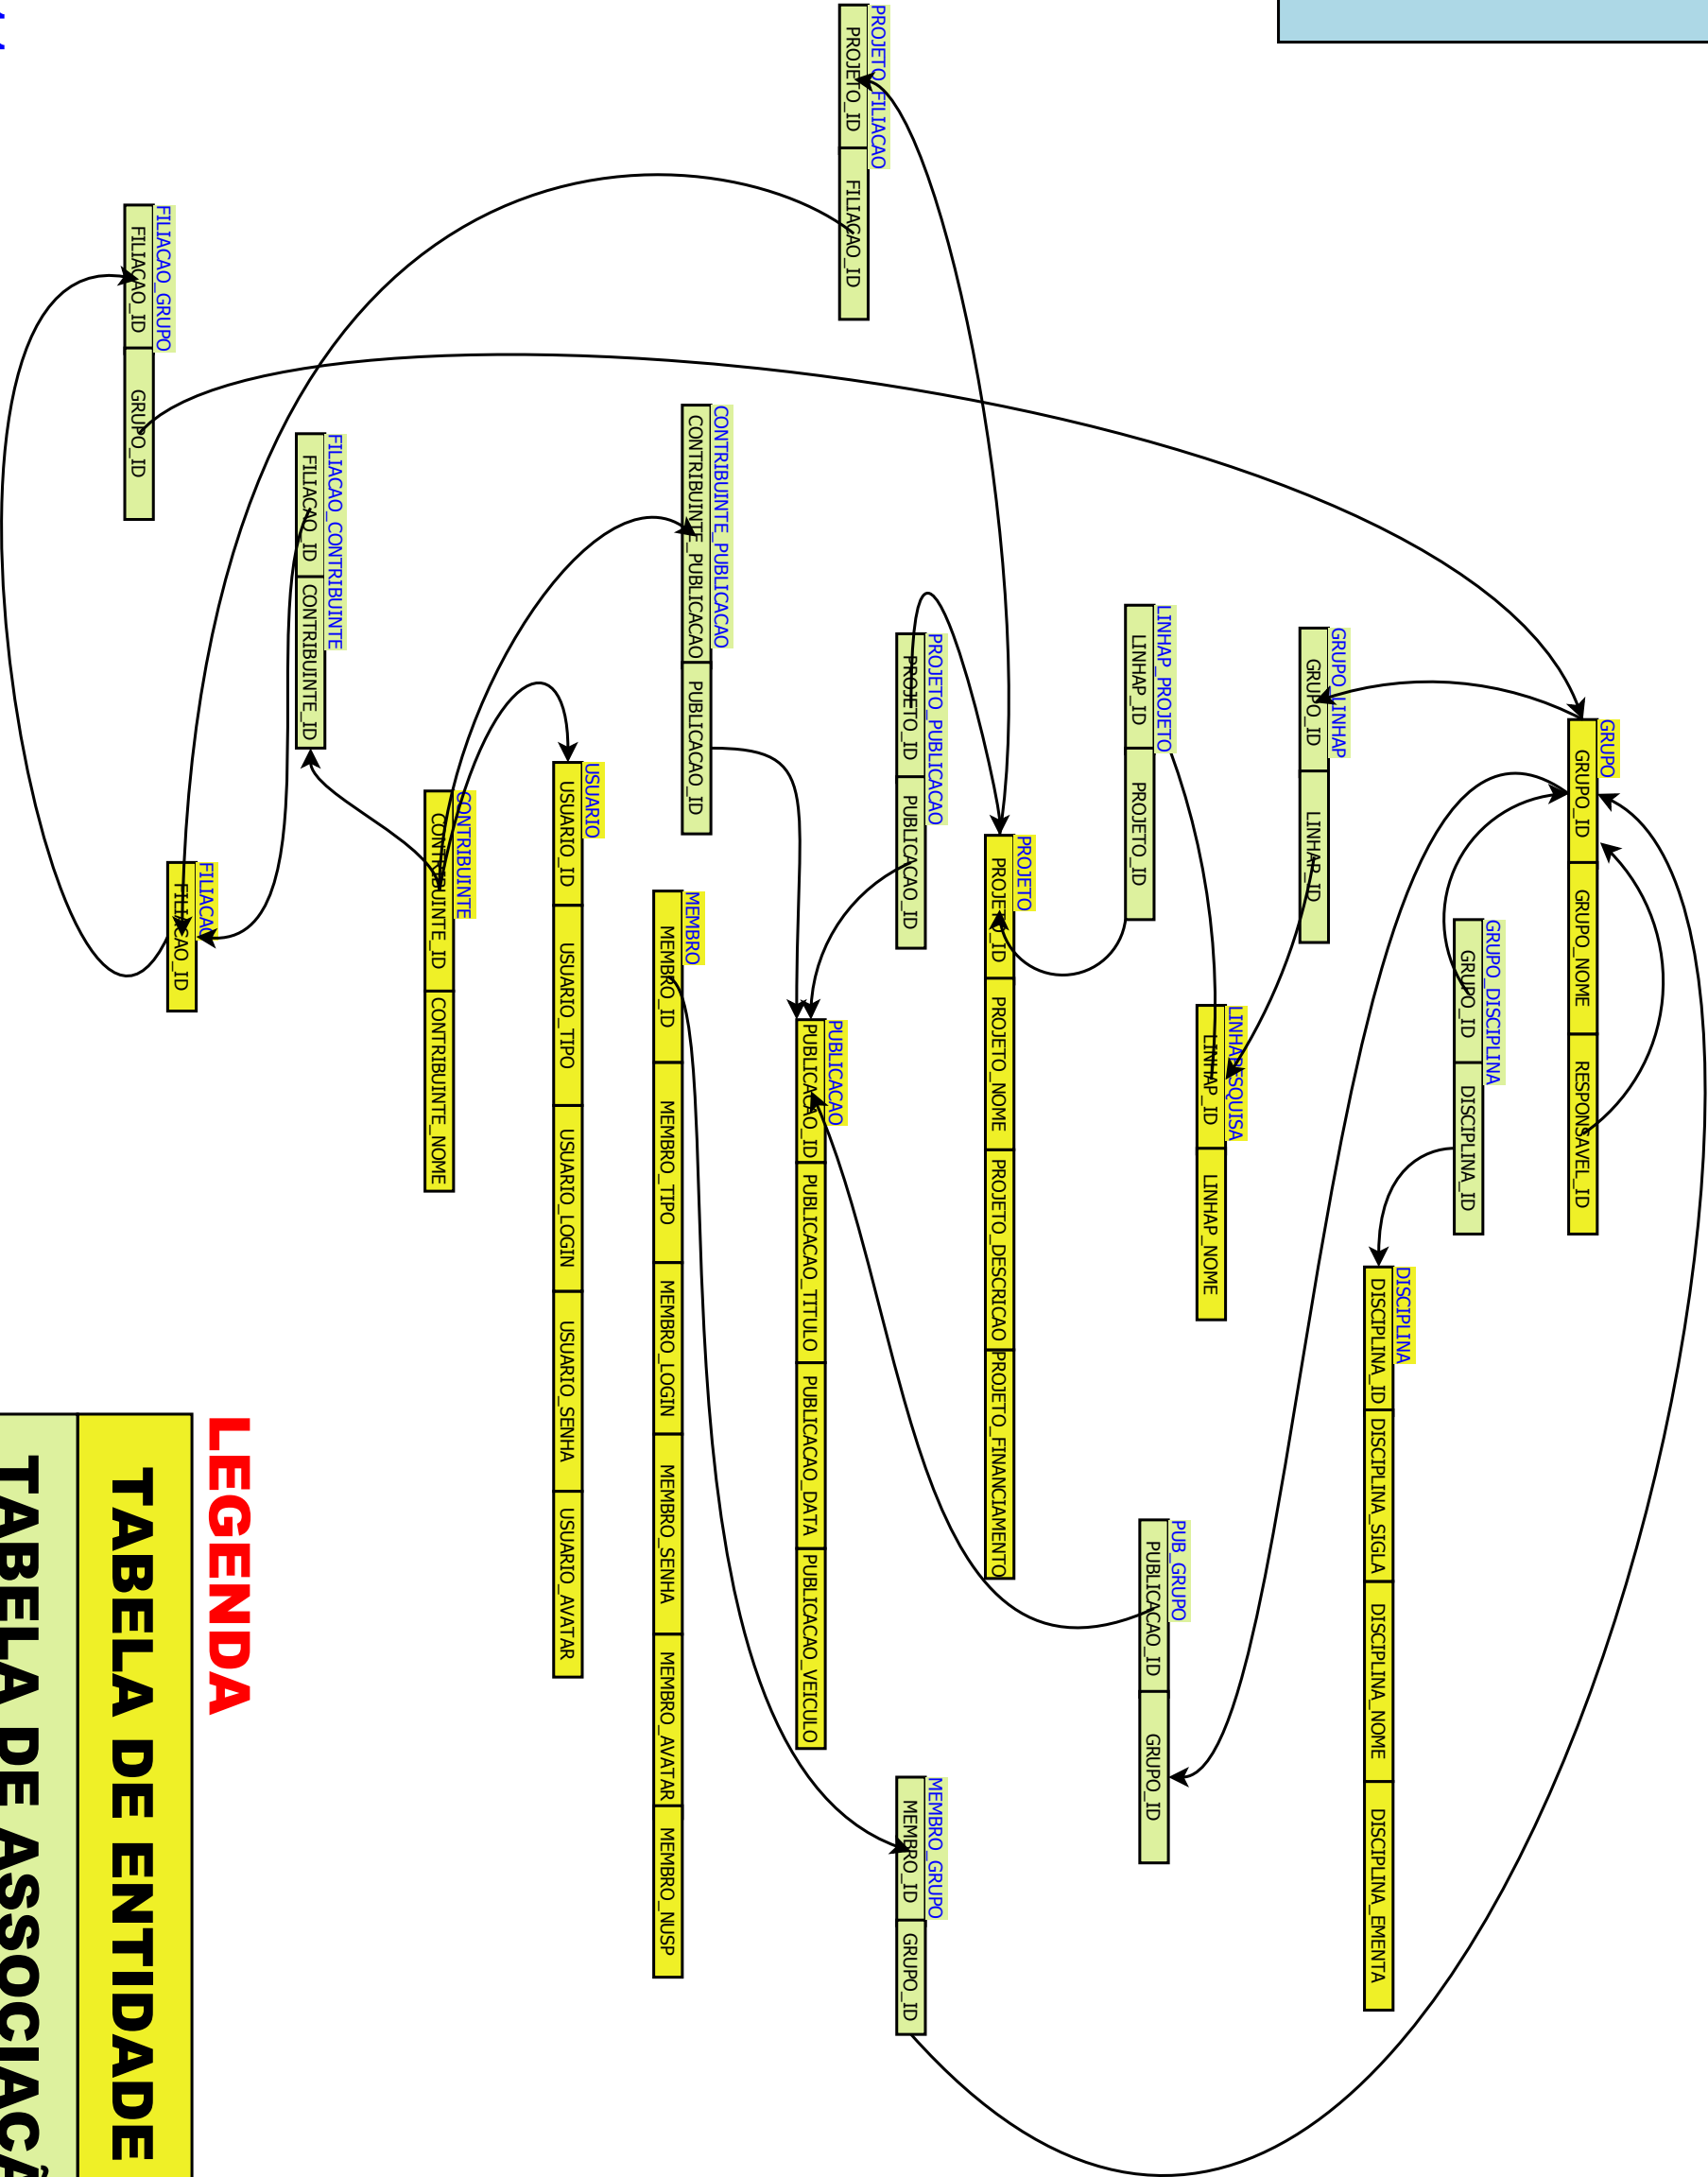 GRUPO
GRUPO_ID GRUPO_NOME RESPONSAVEL_ID
GRUPO_DISCIPLINA
GRUPO_ID DISCIPLINA_ID
DISCIPLINA
DISCIPLINA_ID DISCIPLINA_SIGLA DISCIPLINA_NOME DISCIPLINA_EMENTA
GRUPO_LINHAP
GRUPO_ID LINHAP_ID
LINHAPESQUISA
LINHAP_ID LINHAP_NOME
LINHAP_PROJETO
LINHAP_ID PROJETO_ID
PUB_GRUPO
PUBLICACAO_ID GRUPO_ID
PROJETO
PROJETO_ID PROJETO_NOME PROJETO_DESCRICAO PROJETO_FINANCIAMENTO
PROJETO_PUBLICACAO
PROJETO_ID PUBLICACAO_ID
MEMBRO_GRUPO
MEMBRO_ID GRUPO_ID
PROJETO_FILIACAO
PROJETO_ID FILIACAO_ID
PUBLICACAO
PUBLICACAO_ID PUBLICACAO_TITULO PUBLICACAO_DATA PUBLICACAO_VEICULO
CONTRIBUINTE_PUBLICACAO
CONTRIBUINTE_PUBLICACAO PUBLICACAO_ID
MEMBRO
MEMBRO_ID MEMBRO_TIPO MEMBRO_LOGIN MEMBRO_SENHA MEMBRO_AVATAR MEMBRO_NUSP
USUARIO
USUARIO_ID USUARIO_TIPO USUARIO_LOGIN USUARIO_SENHA USUARIO_AVATAR
CONTRIBUINTE
CONTRIBUINTE_ID CONTRIBUINTE_NOME
FILIACAO_CONTRIBUINTE
FILIACAO_ID CONTRIBUINTE_ID
FILIACAO
FILIACAO_ID
FILIACAO_GRUPO
FILIACAO_ID GRUPO_ID
LEGENDA
TABELA DE ENTIDADE
TABELA DE ASSOCIAÇÃ